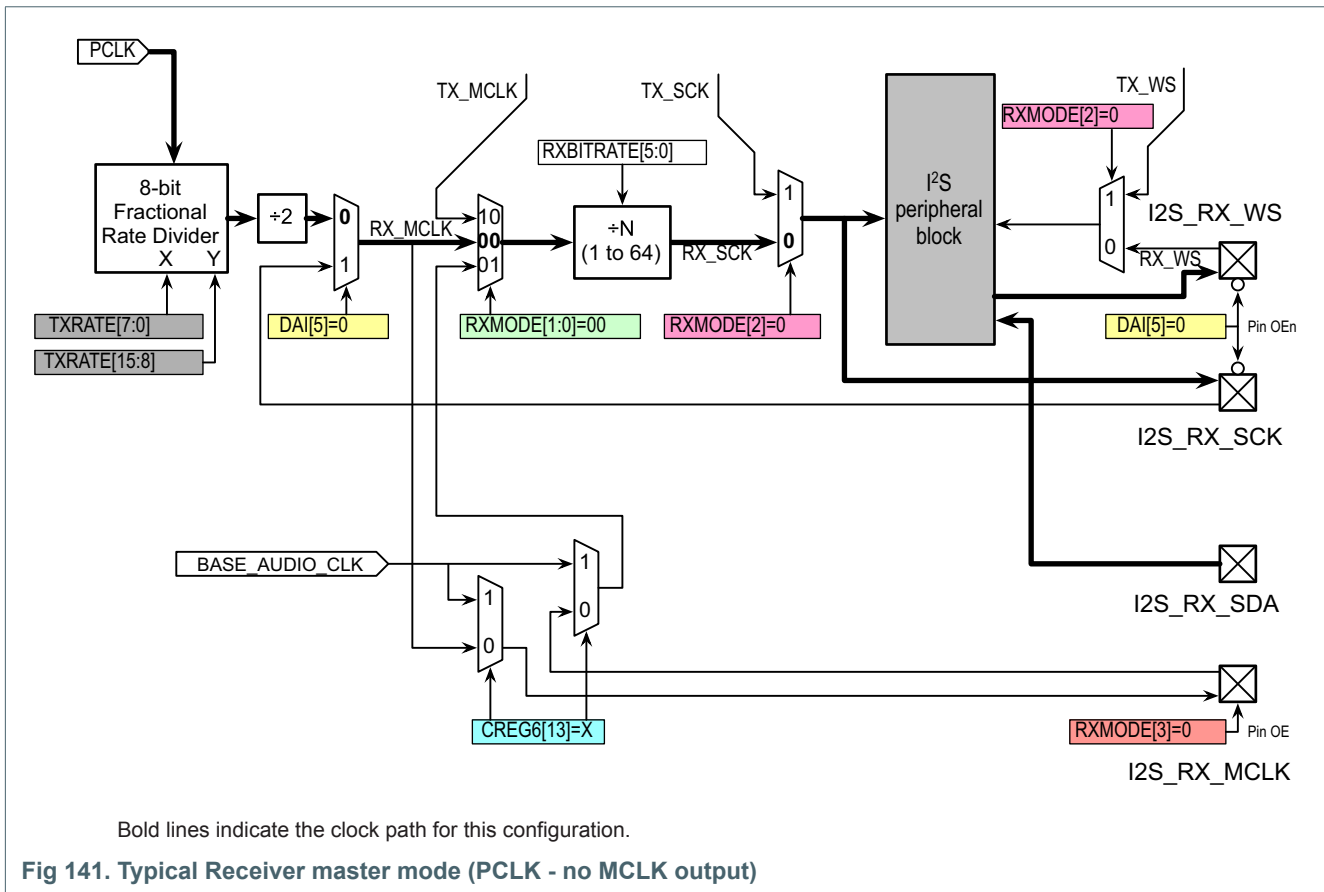 PCLK
TX_MCLK
TX_SCK
TX_WS
RXMODE[2]=0
RXBITRATE[5:0]
8-bit
Fractional
Rate Divider
X Y
÷2
0
1
RX_MCLK
10
00
01
÷N
(1 to 64)
RX_SCK
1
0
I²S
peripheral
block
1
0
I2S_RX_WS
RX_WS
TXRATE[7:0]
TXRATE[15:8]
DAI[5]=0
RXMODE[1:0]=00
RXMODE[2]=0
DAI[5]=0
Pin OEn
I2S_RX_SCK
BASE_AUDIO_CLK
1
0
1
0
I2S_RX_SDA
CREG6[13]=X
RXMODE[3]=0
Pin OE
I2S_RX_MCLK
Bold lines indicate the clock path for this configuration.
Fig 141. Typical Receiver master mode (PCLK - no MCLK output)